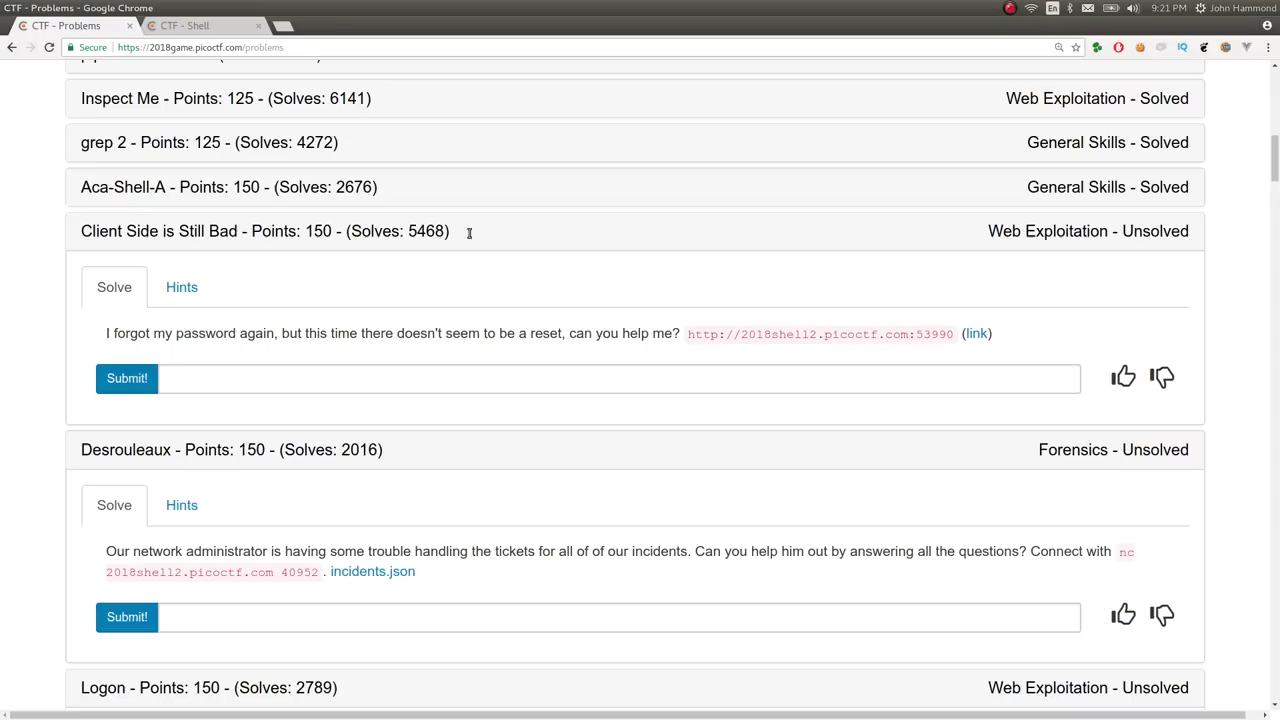 CTF - Problems - Google Chrome
En
9:21 PM
John Hammond
CTF - Problems
CTF - Shell
Secure
https://2018game.picoctf.com/problems
Inspect Me - Points: 125 - (Solves: 6141)
Web Exploitation - Solved
grep 2 - Points: 125 - (Solves: 4272)
General Skills - Solved
Aca-Shell-A - Points: 150 - (Solves: 2676)
General Skills - Solved
Client Side is Still Bad - Points: 150 - (Solves: 5468)
Web Exploitation - Unsolved
Solve
Hints
I forgot my password again, but this time there doesn't seem to be a reset, can you help me? http://2018shell2.picoctf.com:53990 (link)
Submit!
Desrouleaux - Points: 150 - (Solves: 2016)
Forensics - Unsolved
Solve
Hints
Our network administrator is having some trouble handling the tickets for all of of our incidents. Can you help him out by answering all the questions? Connect with nc
2018shell2.picoctf.com 40952 . incidents.json
Submit!
Logon - Points: 150 - (Solves: 2789)
Web Exploitation - Unsolved